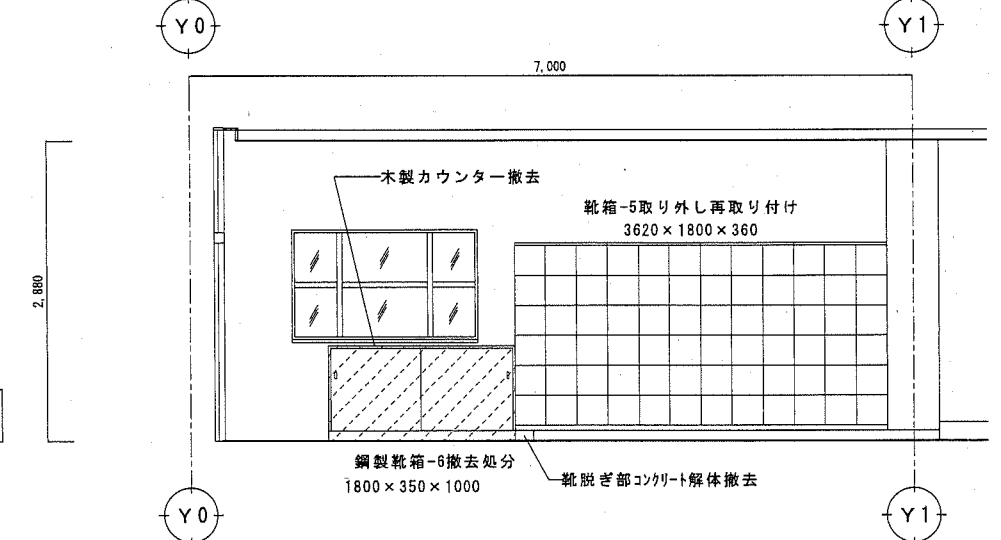 Y0
Y1
7,000
木製カウンター撤去
靴箱-5取り外し再取り付け
3620×1800×360
2,880
鋼製靴箱-6撤去処分
1800×350×1000
靴脱ぎ部コンクリート解体撤去
Y0
Y1